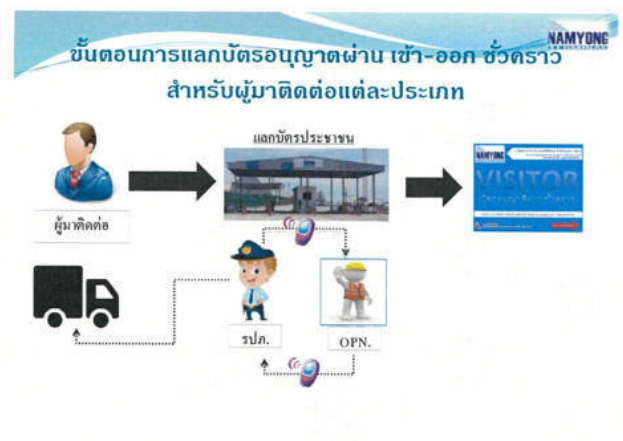 NAMYONG
ขั้นตอนการแลกบัตรอนุญาตผ่าน เข้า-ออก ชั่วคราว
สำหรับผู้มาติดต่อแต่ละประเภท
แลกบัตรประชาชน
NAMYONG
VISITOR
ผู้มาติดต่อ
รปภ.
OPN.